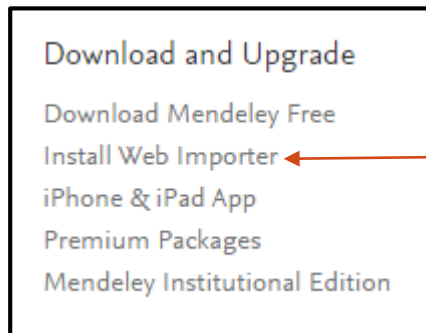 Download and Upgrade
Download Mendeley Free
Install Web Importer
iPhone & iPad App
Premium Packages
Mendeley Institutional Edition